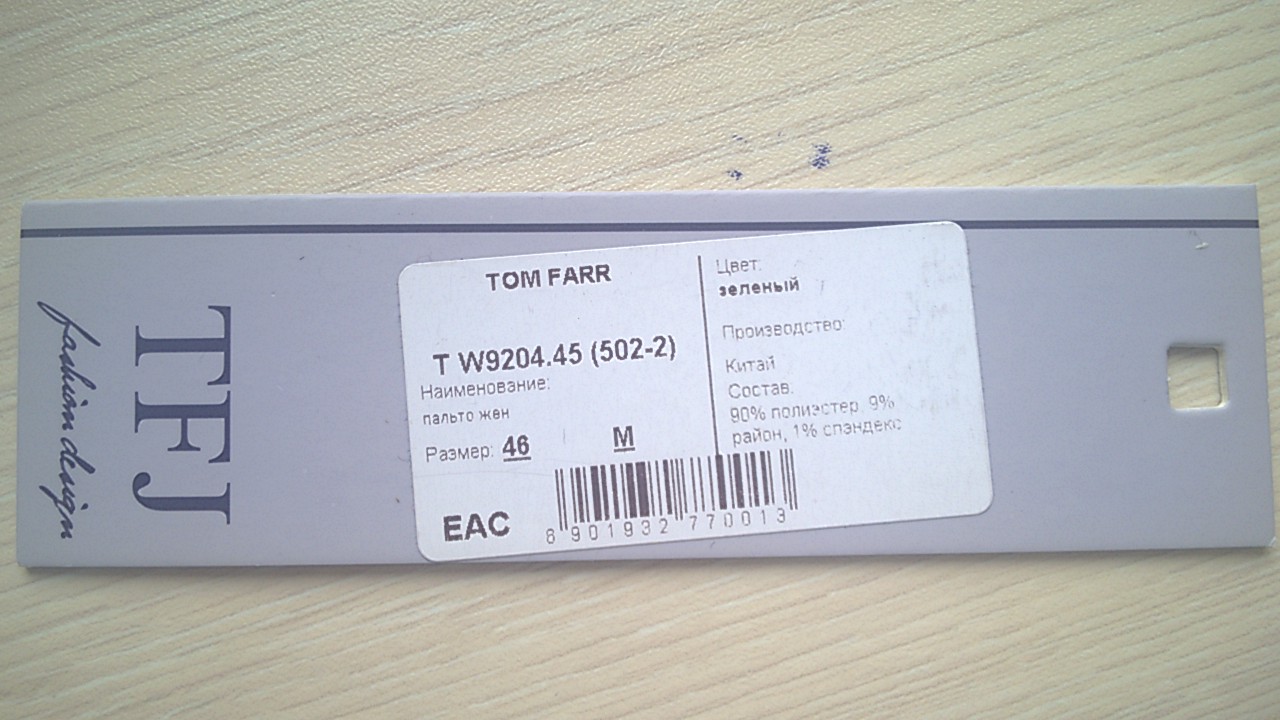 TFJ
fashion design
TOM FARR
T W9204.45 (502-2)
Наименование:
пальто жен
Размер: 46 M
EAC
8 901932 770013
Цвет:
зеленый
Производство:
Китай
Состав:
90% полиэстер, 9%
район, 1% спэндекс